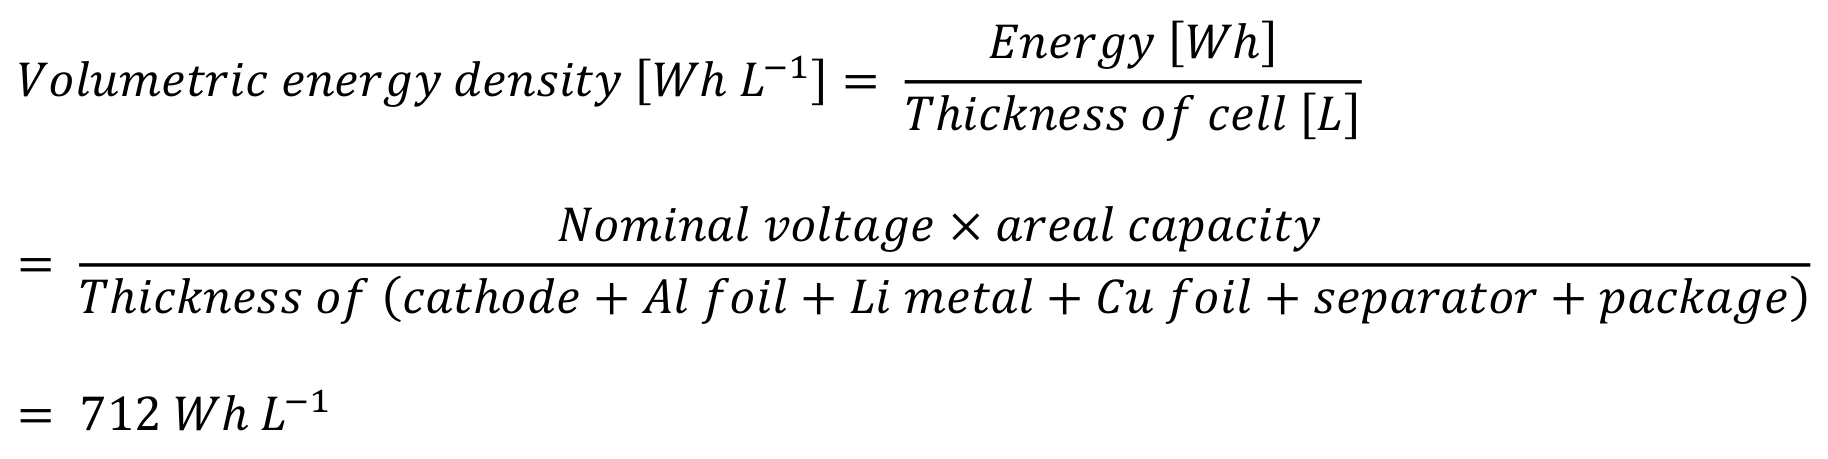 Volumetric energy density [Wh L⁻¹] = Energy [Wh] / Thickness of cell [L]
= Nominal voltage × areal capacity / Thickness of (cathode + Al foil + Li metal + Cu foil + separator + package)
= 712 Wh L⁻¹